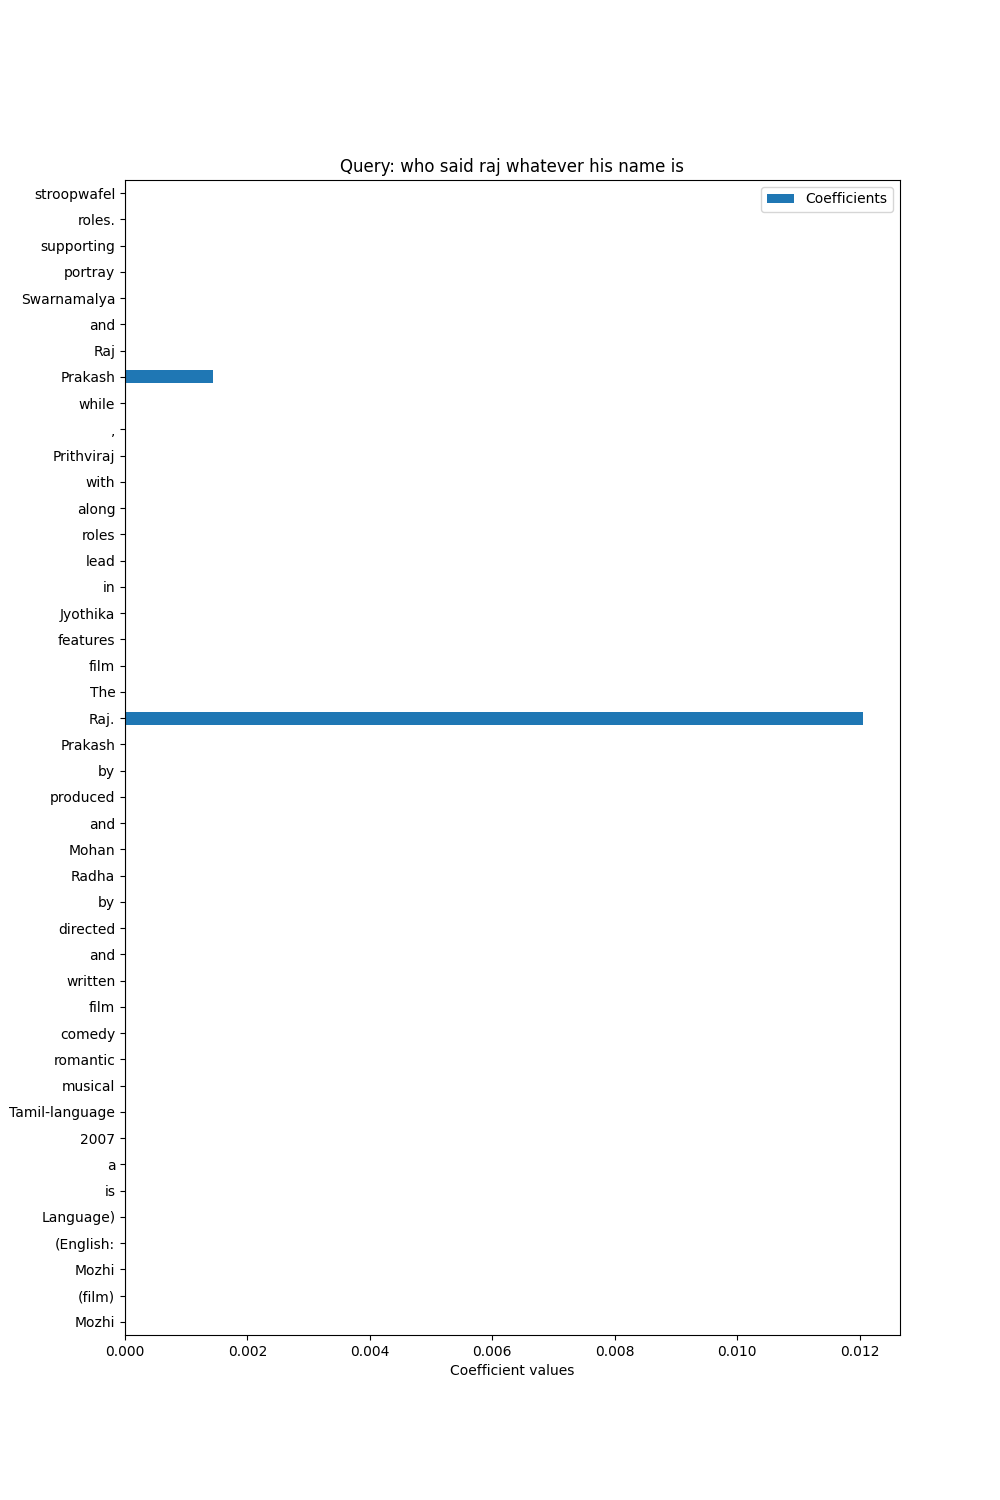 Query: who said raj whatever his name is
Coefficients
stroopwafel
roles.
supporting
portray
Swarnamalya
and
Raj
Prakash
while
,
Prithviraj
with
along
roles
lead
in
Jyothika
features
film
The
Raj.
Prakash
by
produced
and
Mohan
Radha
by
directed
and
written
film
comedy
romantic
musical
Tamil-language
2007
a
is
Language)
(English:
Mozhi
(film)
Mozhi
0.000 0.002 0.004 0.006 0.008 0.010 0.012
Coefficient values